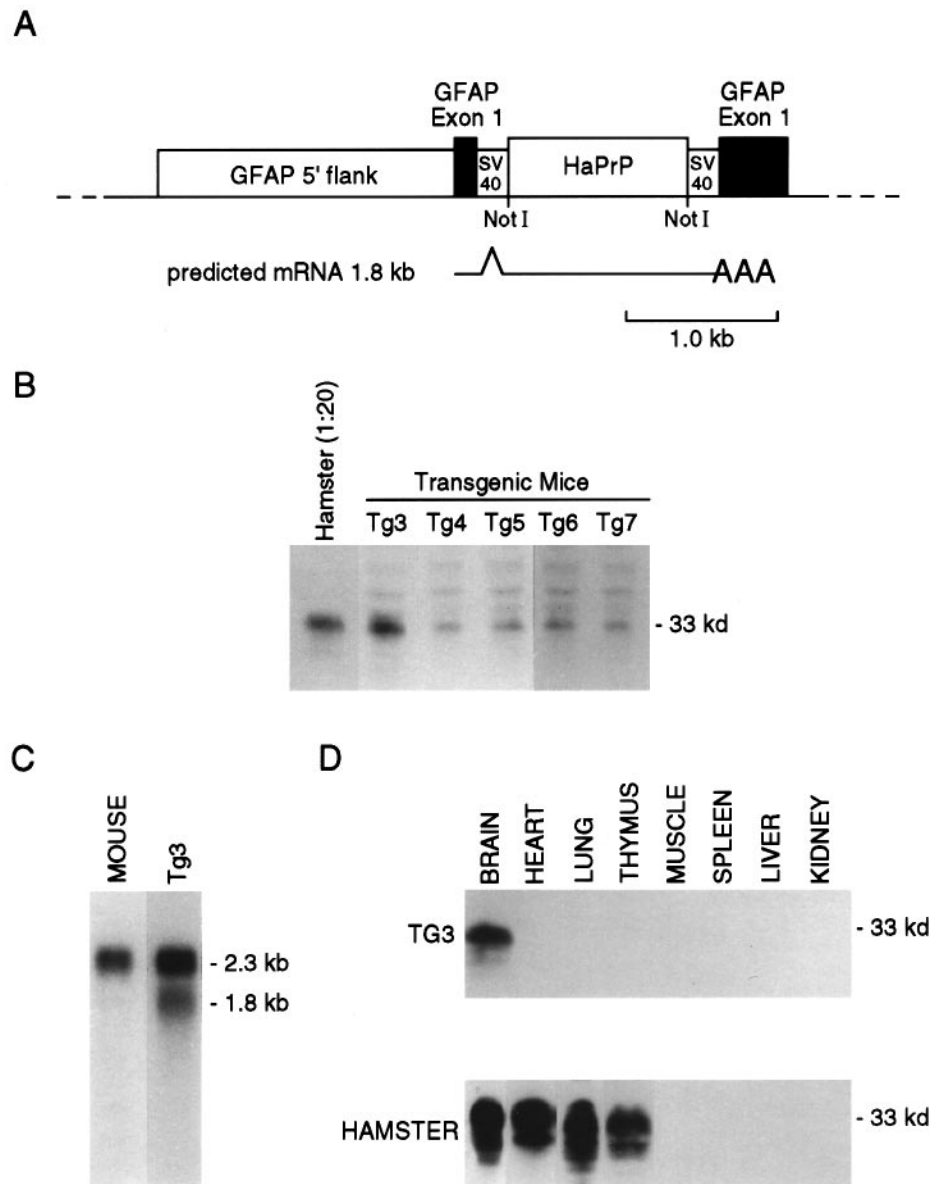 A
GFAP
Exon 1
GFAP
Exon 1
GFAP 5' flank
SV
40
HaPrP
SV
40
Not I
Not I
predicted mRNA 1.8 kb
AAA
1.0 kb
B
Hamster (1:20)
Transgenic Mice
Tg3 Tg4 Tg5 Tg6 Tg7
- 33 kd
C
MOUSE
Tg3
- 2.3 kb
- 1.8 kb
D
BRAIN
HEART
LUNG
THYMUS
MUSCLE
SPLEEN
LIVER
KIDNEY
TG3
- 33 kd
HAMSTER
- 33 kd